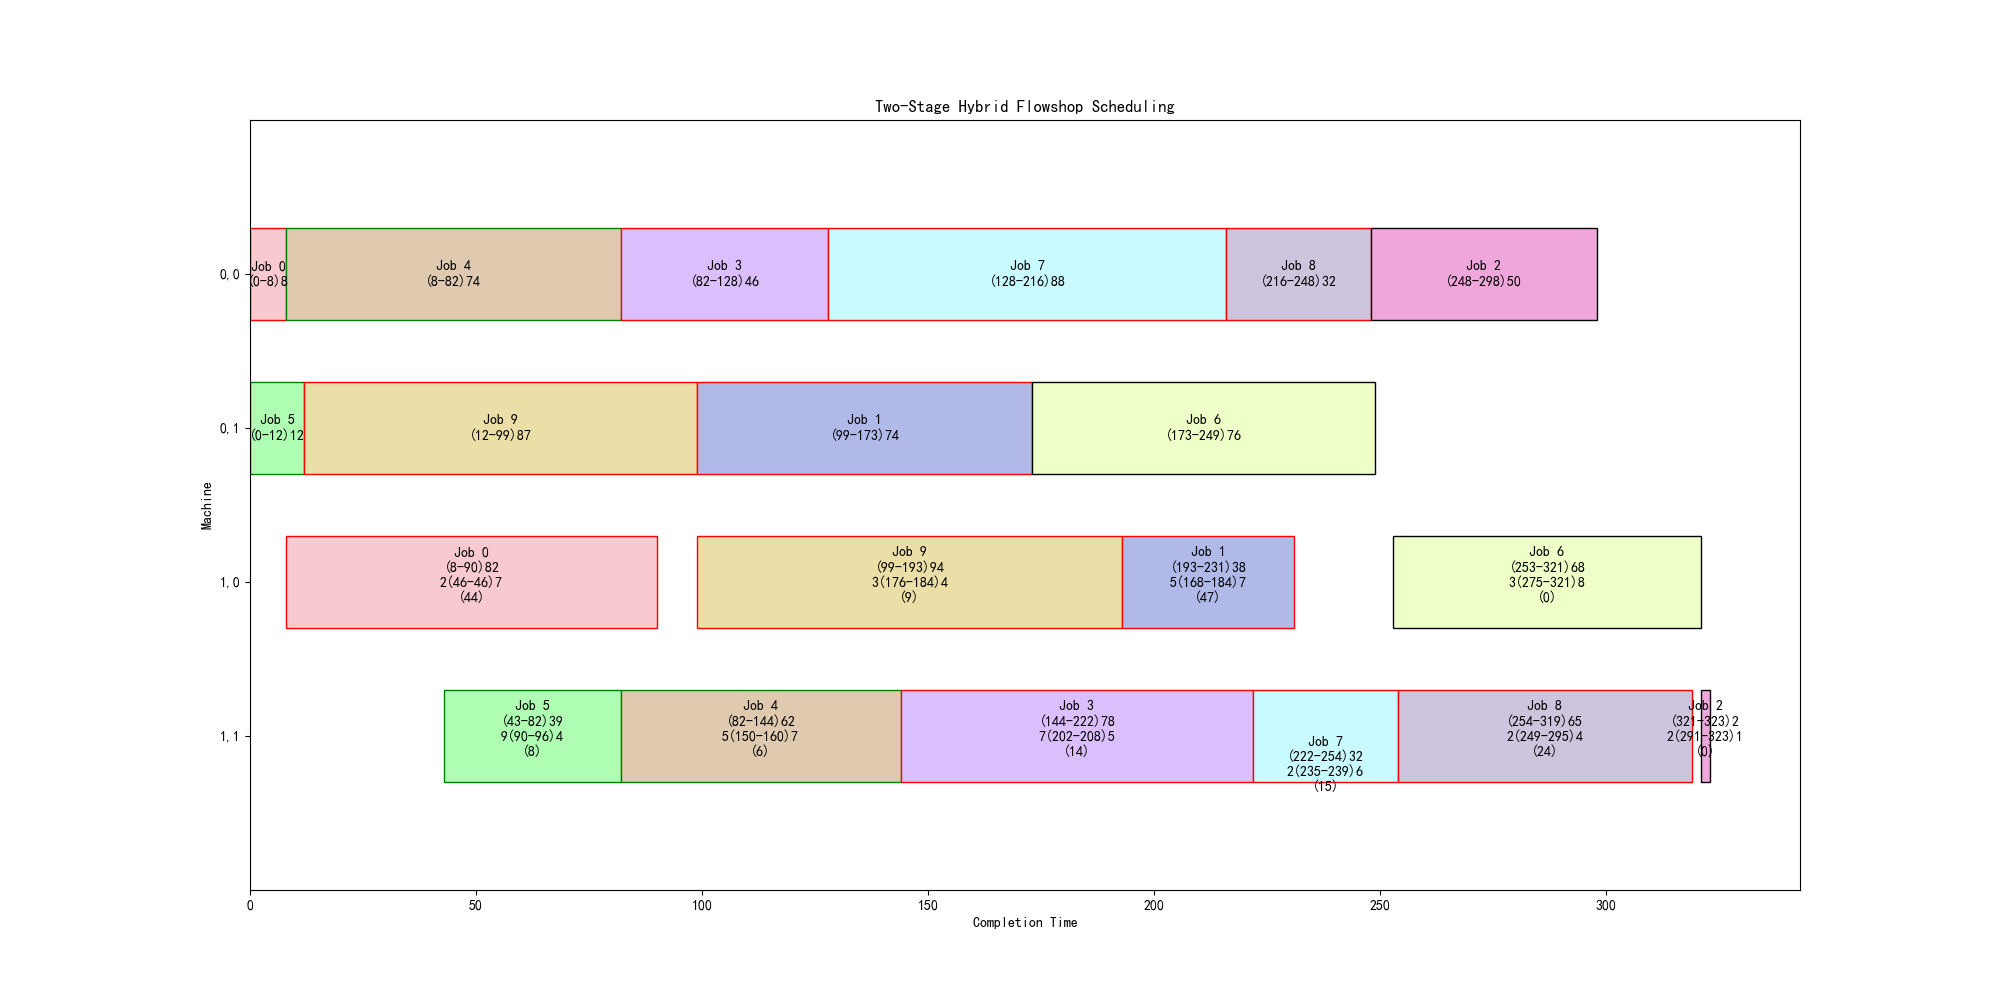 Two-Stage Hybrid Flowshop Scheduling
Machine
0,0
Job 0
(0-8)8
Job 4
(8-82)74
Job 3
(82-128)46
Job 7
(128-216)88
Job 8
(216-248)32
Job 2
(248-298)50
0,1
Job 5
(0-12)12
Job 9
(12-99)87
Job 1
(99-173)74
Job 6
(173-249)76
1,0
Job 0
(8-90)82
2(46-46)7
(44)
Job 9
(99-193)94
3(176-184)4
(9)
Job 1
(193-231)38
5(168-184)7
(47)
Job 6
(253-321)68
3(275-321)8
(0)
1,1
Job 5
(43-82)39
9(90-96)4
(8)
Job 4
(82-144)62
5(150-160)7
(6)
Job 3
(144-222)78
7(202-208)5
(14)
Job 7
(222-254)32
2(235-239)6
(15)
Job 8
(254-319)65
2(249-295)4
(24)
Job 2
(321-323)2
2(291-323)1
(0)
0 50 100 150 200 250 300
Completion Time